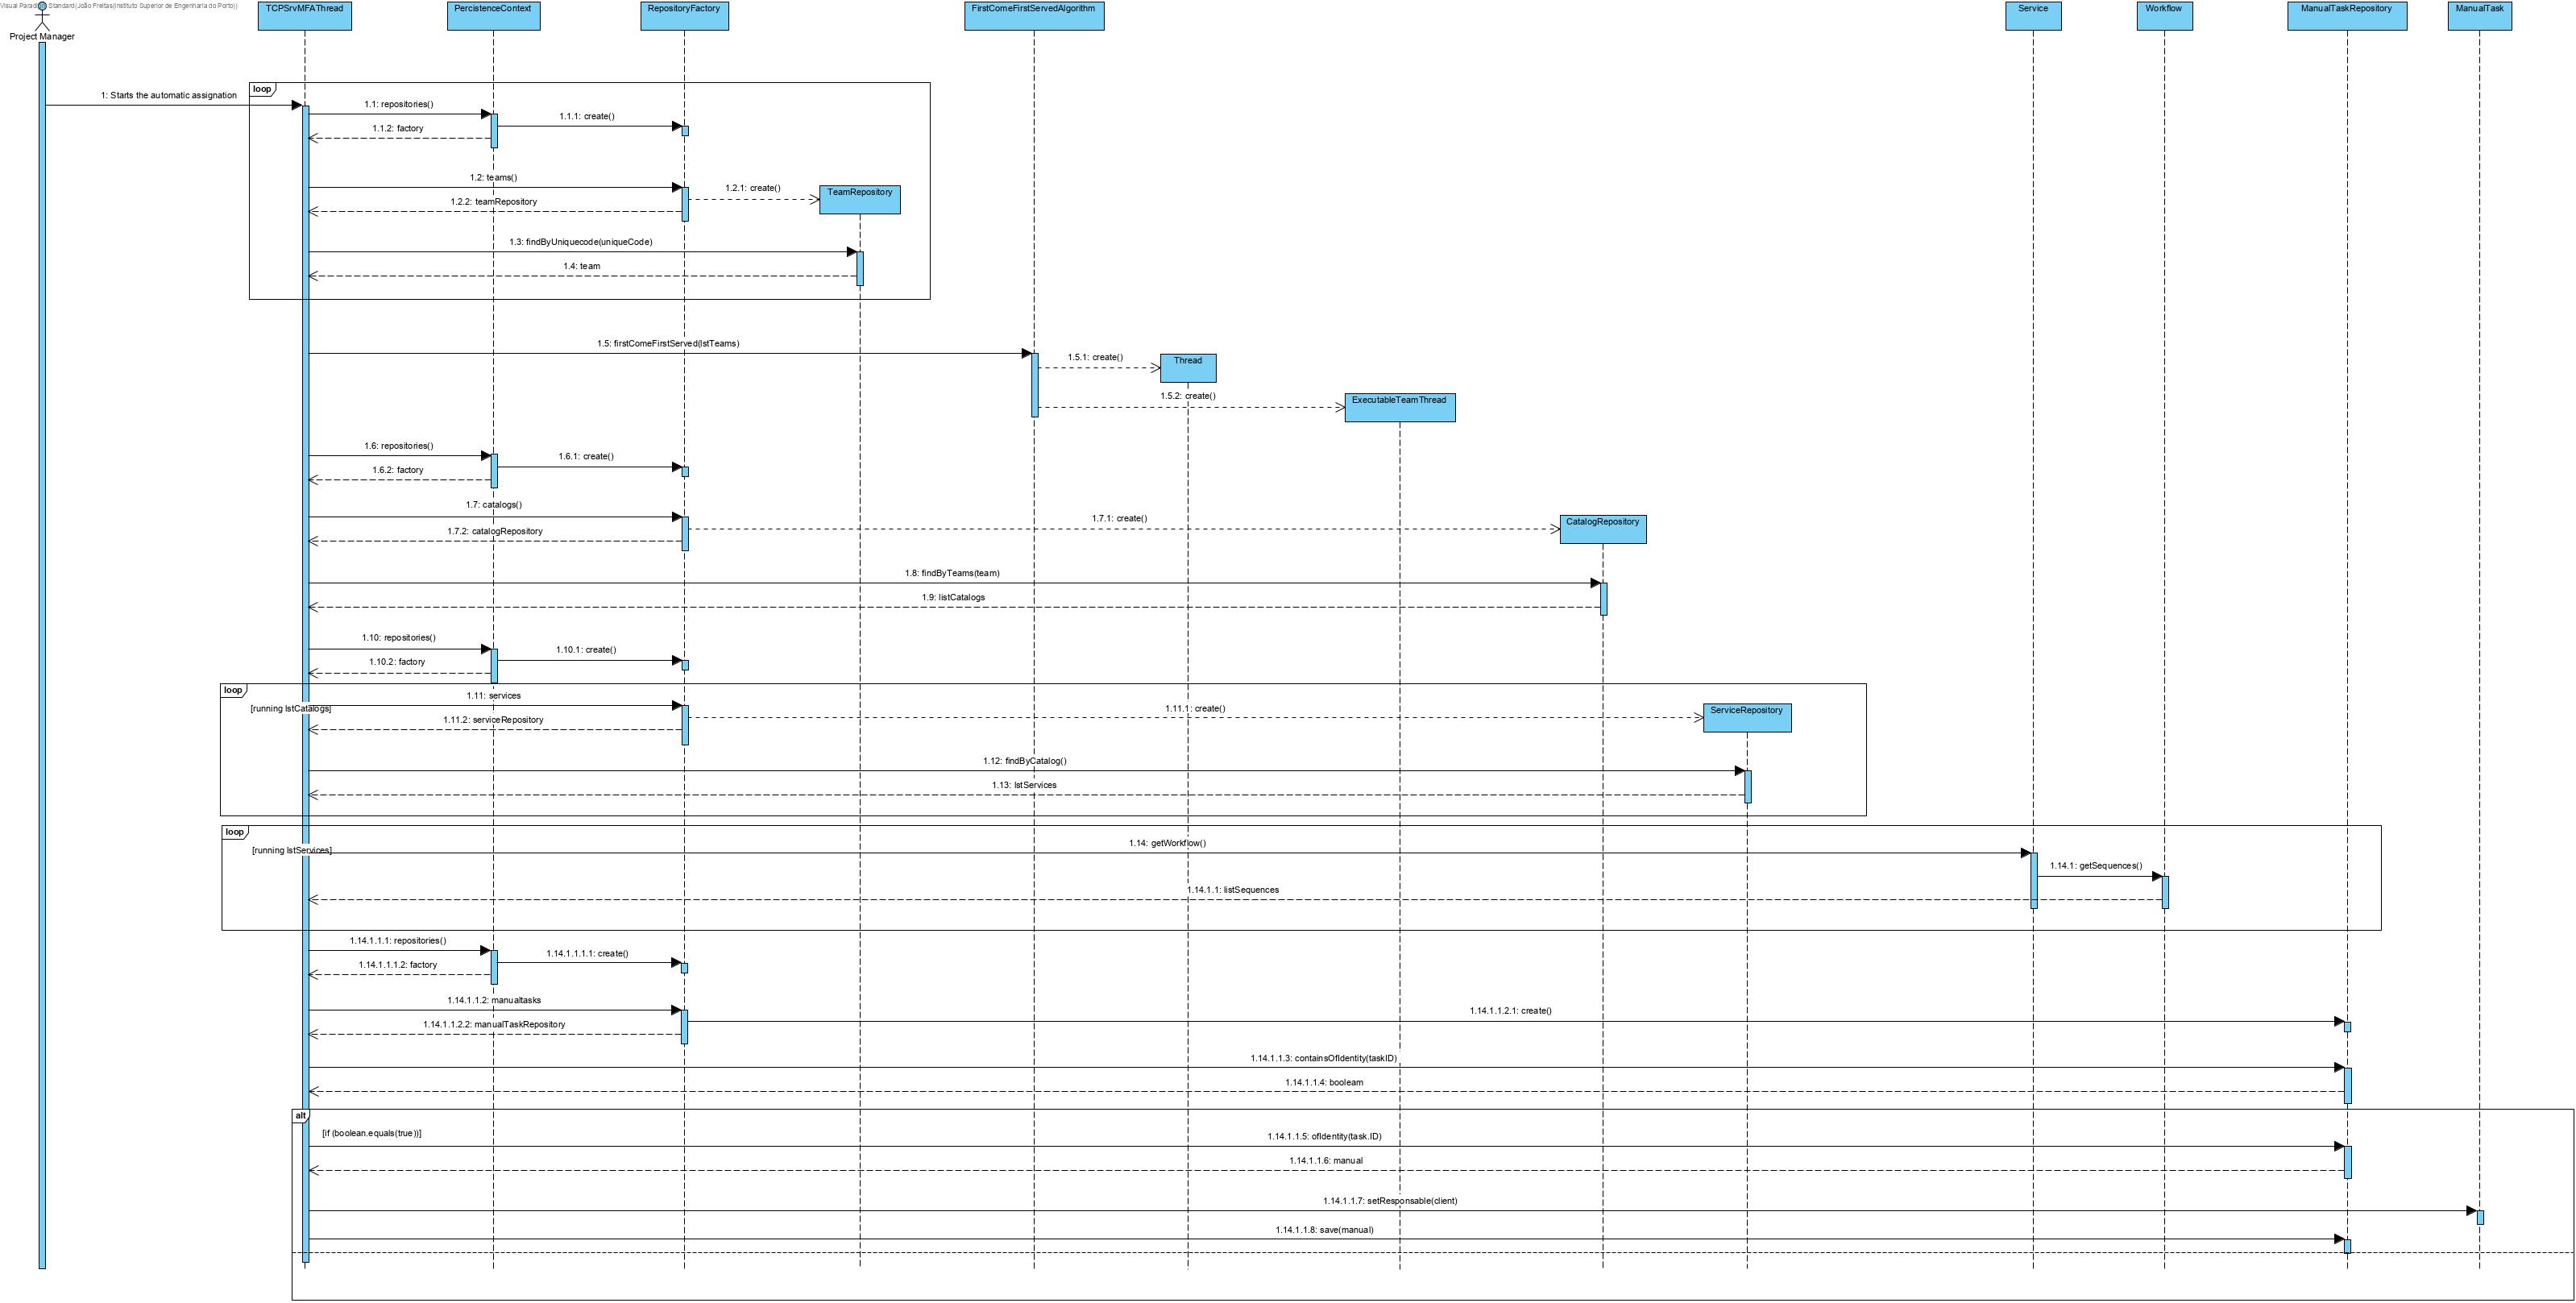 Visual Paradigm Standard(João Freitas(Instituto Superior de Engenharia do Porto))
Project Manager
TCPSrvMFAThread
PercistenceContext
RepositoryFactory
FirstComeFirstServedAlgorithm
Service
Workflow
ManualTaskRepository
ManualTask
loop
1: Starts the automatic assignation
1.1: repositories()
1.1.1: create()
1.1.2: factory
1.2: teams()
1.2.1: create()
TeamRepository
1.2.2: teamRepository
1.3: findByUniquecode(uniqueCode)
1.4: team
1.5: firstComeFirstServed(lstTeams)
1.5.1: create()
Thread
1.5.2: create()
ExecutableTeamThread
1.6: repositories()
1.6.1: create()
1.6.2: factory
1.7: catalogs()
1.7.1: create()
CatalogRepository
1.7.2: catalogRepository
1.8: findByTeams(team)
1.9: listCatalogs
1.10: repositories()
1.10.1: create()
1.10.2: factory
loop
1.11: services
[running lstCatalogs]
1.11.1: create()
ServiceRepository
1.11.2: serviceRepository
1.12: findByCatalog()
1.13: lstServices
loop
1.14: getWorkflow()
[running lstServices]
1.14.1: getSequences()
1.14.1.1: listSequences
1.14.1.1.1: repositories()
1.14.1.1.1.1: create()
1.14.1.1.1.2: factory
1.14.1.1.2: manualtasks
1.14.1.1.2.1: create()
1.14.1.1.2.2: manualTaskRepository
1.14.1.1.3: containsOfIdentity(taskID)
1.14.1.1.4: booleam
alt
[if (boolean.equals(true))]
1.14.1.1.5: ofIdentity(task.ID)
1.14.1.1.6: manual
1.14.1.1.7: setResponsable(client)
1.14.1.1.8: save(manual)